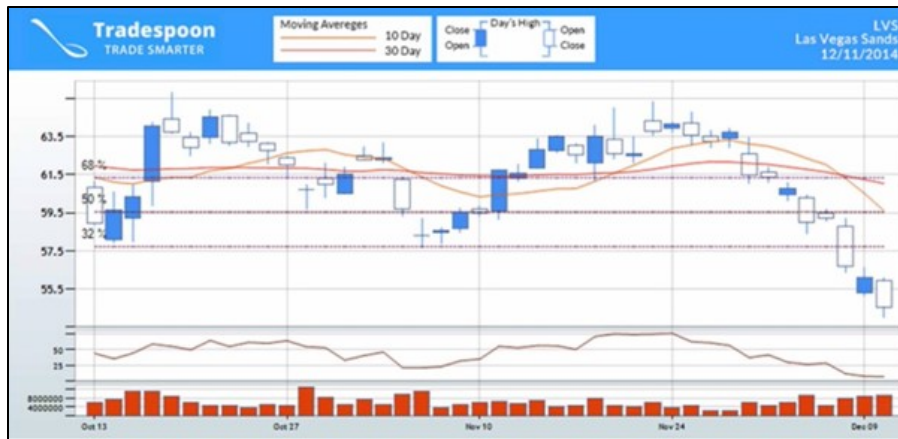 Tradespoon
TRADE SMARTER
Moving Avereges
10 Day
30 Day
Day's High
Close
Open
Open
Close
LVS
Las Vegas Sands
12/11/2014
63.5
61.5
59.5
57.5
55.5
68 %
50 %
32 %
50
25
8000000
4000000
Oct 13
Oct 27
Nov 10
Nov 24
Dec 09